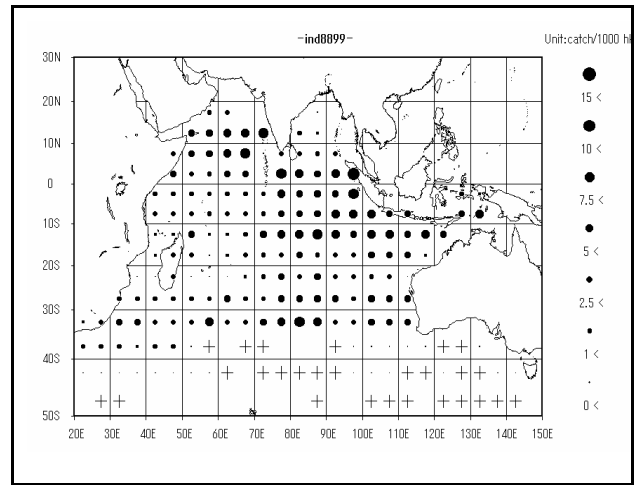 -ind8899-
Unit:catch/1000 h
30N
20N
10N
0
10S
20S
30S
40S
50S
20E 30E 40E 50E 60E 70E 80E 90E 100E 110E 120E 130E 140E 150E
15 <
10 <
7.5 <
5 <
2.5 <
1 <
0 <